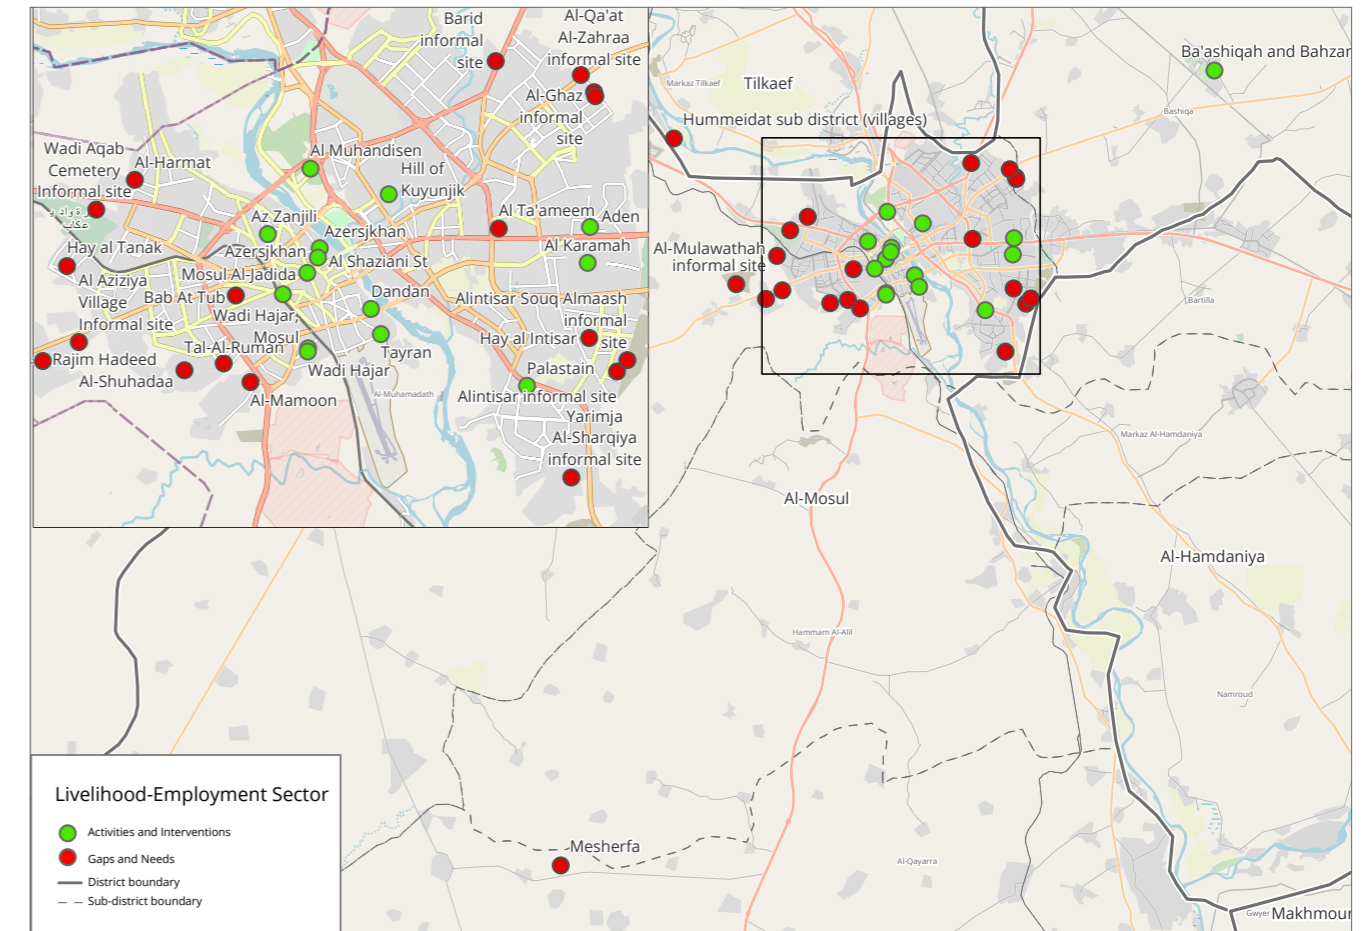 Barid
informal
site
Al-Qa'at
Al-Zahraa
informal site
Al-Ghaz
informal
site
Wadi Aqab
Cemetery
Informal site
Al-Harmat
Al Muhandisen
Hill of
Kuyunjik
Az Zanjili
Azersjkhan
Al Ta'ameem
Aden
Hay al Tanak
Azersjkhan
Al Shaziani St
Al Karamah
Al Aziziya
Village
Informal site
Mosul Al-Jadida
Bab At Tub
Dandan
Alintisar Souq Almaash
informal
site
Wadi Hajar,
Mosul
Hay al Intisar
Tal-Al-Ruman
Tayran
Rajim Hadeed
Al-Shuhadaa
Wadi Hajar
Palastain
Al-Mamoon
Al-Muhamadath
Alintisar informal site
Yarimja
Al-Sharqiya
informal site
Markaz Tilkaef
Tilkaef
Ba'ashiqah and Bahzan
Bashiqa
Hummeidat sub district (villages)
Al-Mulawathah
informal site
Bartilla
Markaz Al-Hamdaniya
Al-Mosul
Al-Hamdaniya
Hammam Al-Alil
Namroud
Mesherfa
Al-Qayarra
Gwyer
Makhmour
Livelihood-Employment Sector
Activities and Interventions
Gaps and Needs
District boundary
Sub-district boundary